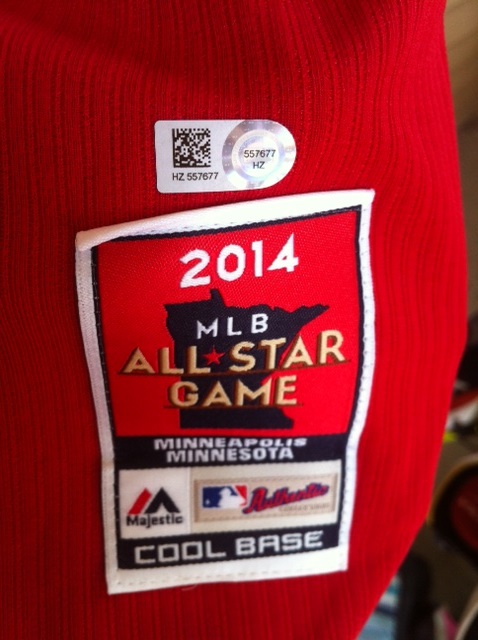 557677
HZ
HZ 557677
2014
MLB
ALL★STAR
GAME
MINNEAPOLIS
MINNESOTA
Majestic
Authentic
COOL BASE